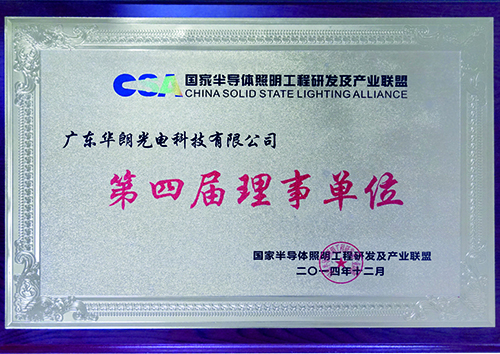 CSA 国家半导体照明工程研发及产业联盟
CHINA SOLID STATE LIGHTING ALLIANCE
广东华朗光电科技有限公司
第四届理事单位
国家半导体照明工程研发及产业联盟
二〇一四年十二月